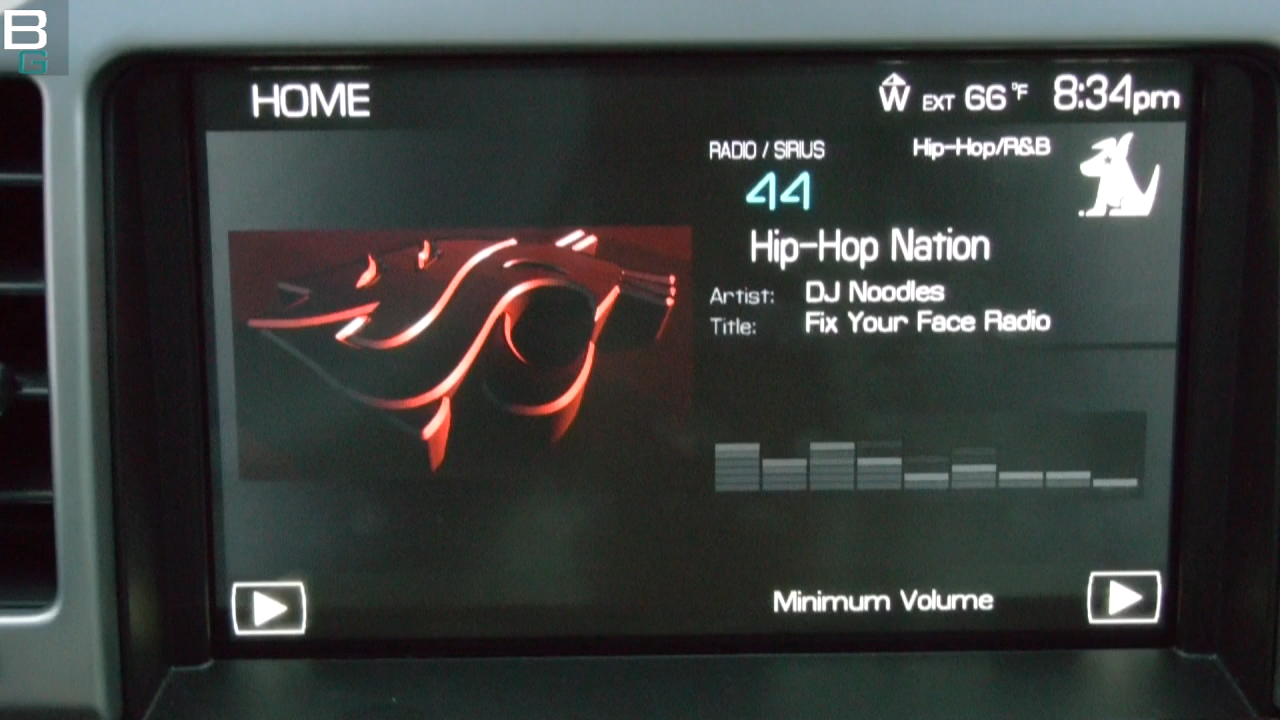 B
G
HOME
W EXT 66°F 8:34pm
RADIO / SIRIUS Hip-Hop/R&B
44
Hip-Hop Nation
Artist: DJ Noodles
Title: Fix Your Face Radio
Minimum Volume